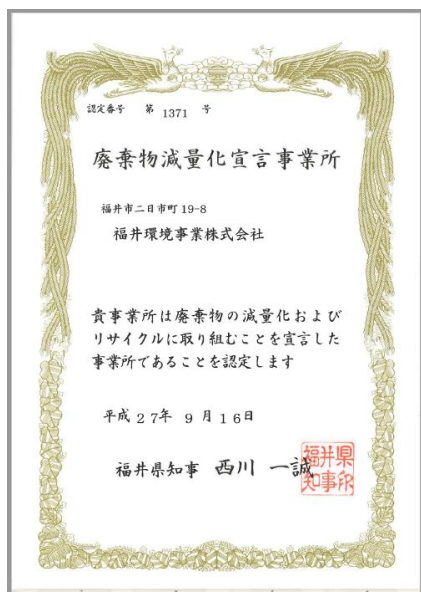 認定番号 第 1371 号
廃棄物減量化宣言事業所
福井市二日市町19-8
福井環境事業株式会社
貴事業所は廃棄物の減量化および
リサイクルに取り組むことを宣言した
事業所であることを認定します
平成27年 9月16日
福井県知事 西川 一誠
福井県
知事印